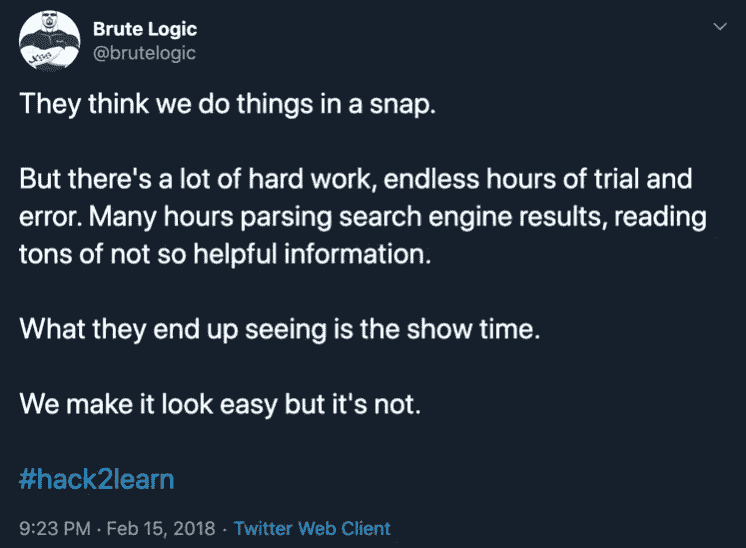 Brute Logic
@brutelogic
They think we do things in a snap.
But there's a lot of hard work, endless hours of trial and
error. Many hours parsing search engine results, reading
tons of not so helpful information.
What they end up seeing is the show time.
We make it look easy but it's not.
#hack2learn
9:23 PM · Feb 15, 2018 · Twitter Web Client